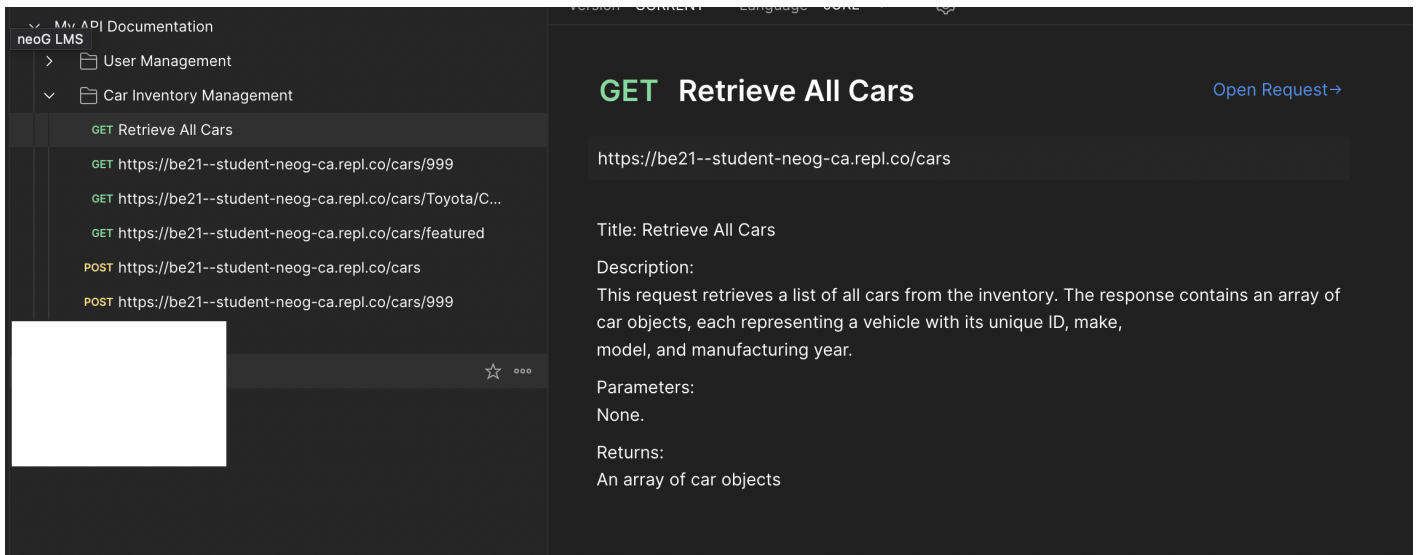 Version CURRENT Language cURL
My API Documentation
neoG LMS
User Management
Car Inventory Management
GET Retrieve All Cars
GET https://be21--student-neog-ca.repl.co/cars/999
GET https://be21--student-neog-ca.repl.co/cars/Toyota/C...
GET https://be21--student-neog-ca.repl.co/cars/featured
POST https://be21--student-neog-ca.repl.co/cars
POST https://be21--student-neog-ca.repl.co/cars/999
GET Retrieve All Cars
Open Request→
https://be21--student-neog-ca.repl.co/cars
Title: Retrieve All Cars
Description:
This request retrieves a list of all cars from the inventory. The response contains an array of
car objects, each representing a vehicle with its unique ID, make,
model, and manufacturing year.
Parameters:
None.
Returns:
An array of car objects